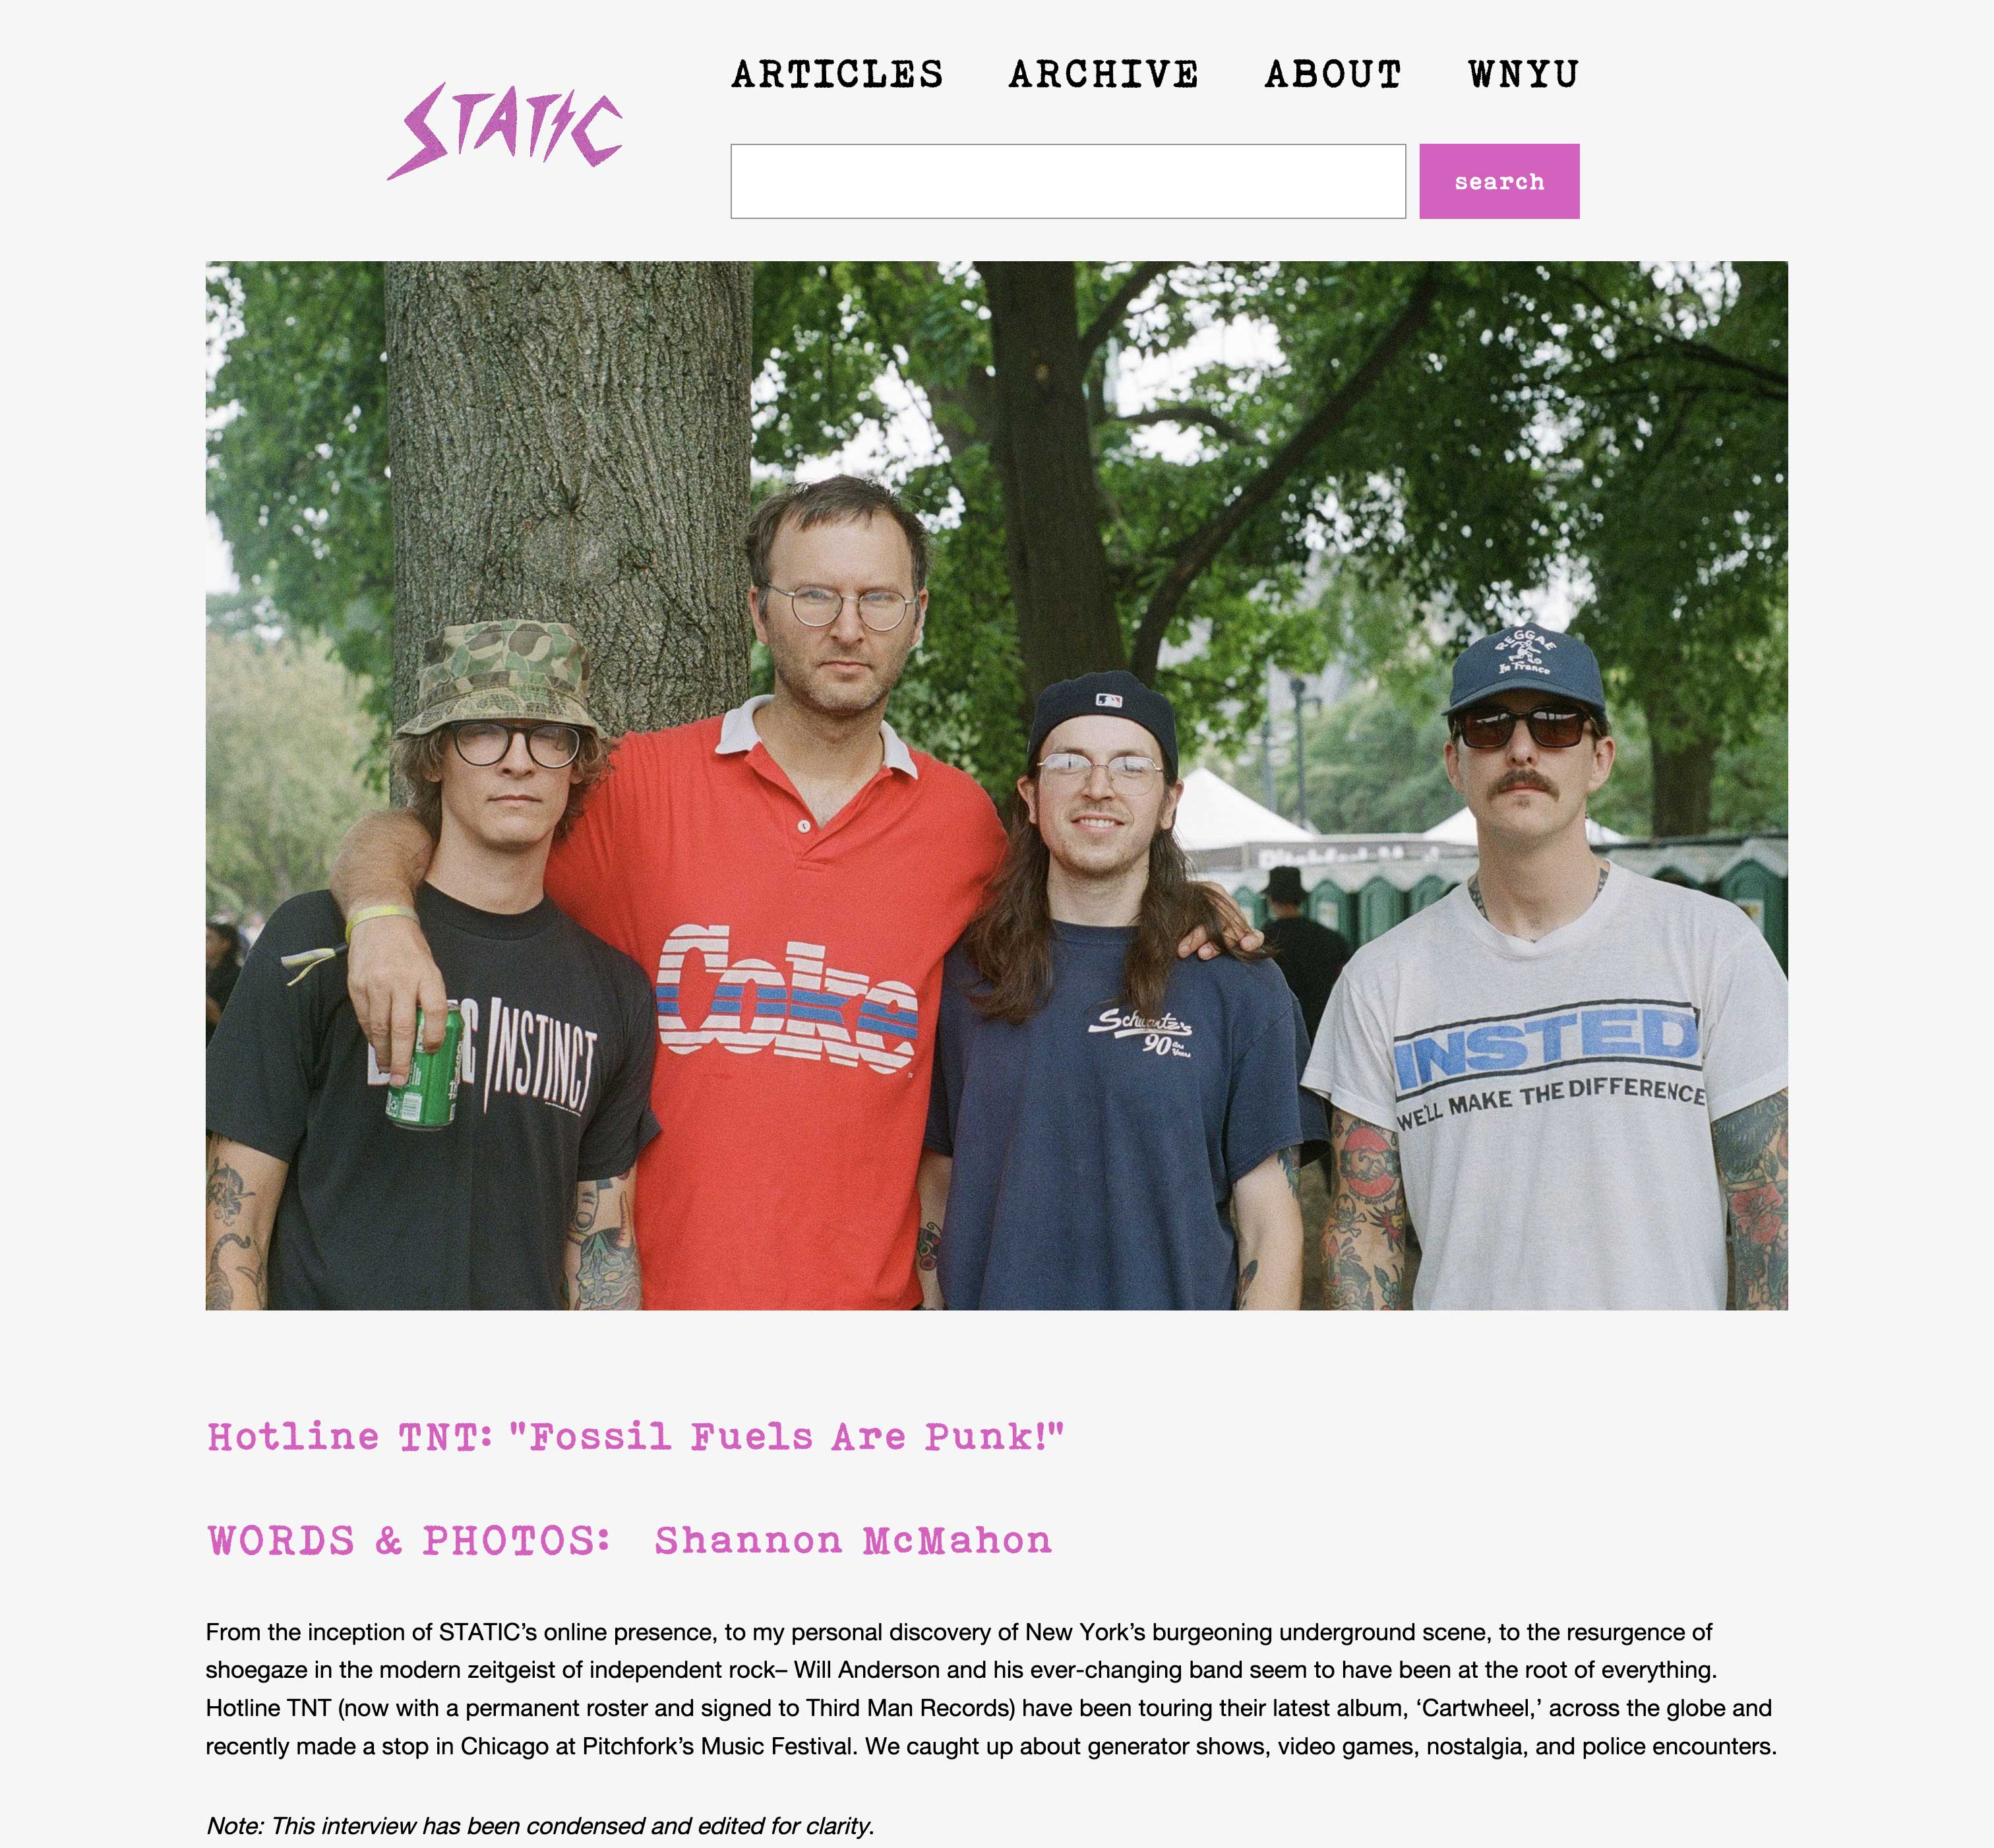 STATIC
ARTICLES ARCHIVE ABOUT WNYU
search
REGGAE
In France
INSTINCT
Coke
Schwartz's
90
INSTED
WE'LL MAKE THE DIFFERENCE
Hotline TNT: "Fossil Fuels Are Punk!"
WORDS & PHOTOS: Shannon McMahon
From the inception of STATIC’s online presence, to my personal discovery of New York’s burgeoning underground scene, to the resurgence of
shoegaze in the modern zeitgeist of independent rock– Will Anderson and his ever-changing band seem to have been at the root of everything.
Hotline TNT (now with a permanent roster and signed to Third Man Records) have been touring their latest album, ‘Cartwheel,’ across the globe and
recently made a stop in Chicago at Pitchfork’s Music Festival. We caught up about generator shows, video games, nostalgia, and police encounters.
Note: This interview has been condensed and edited for clarity.